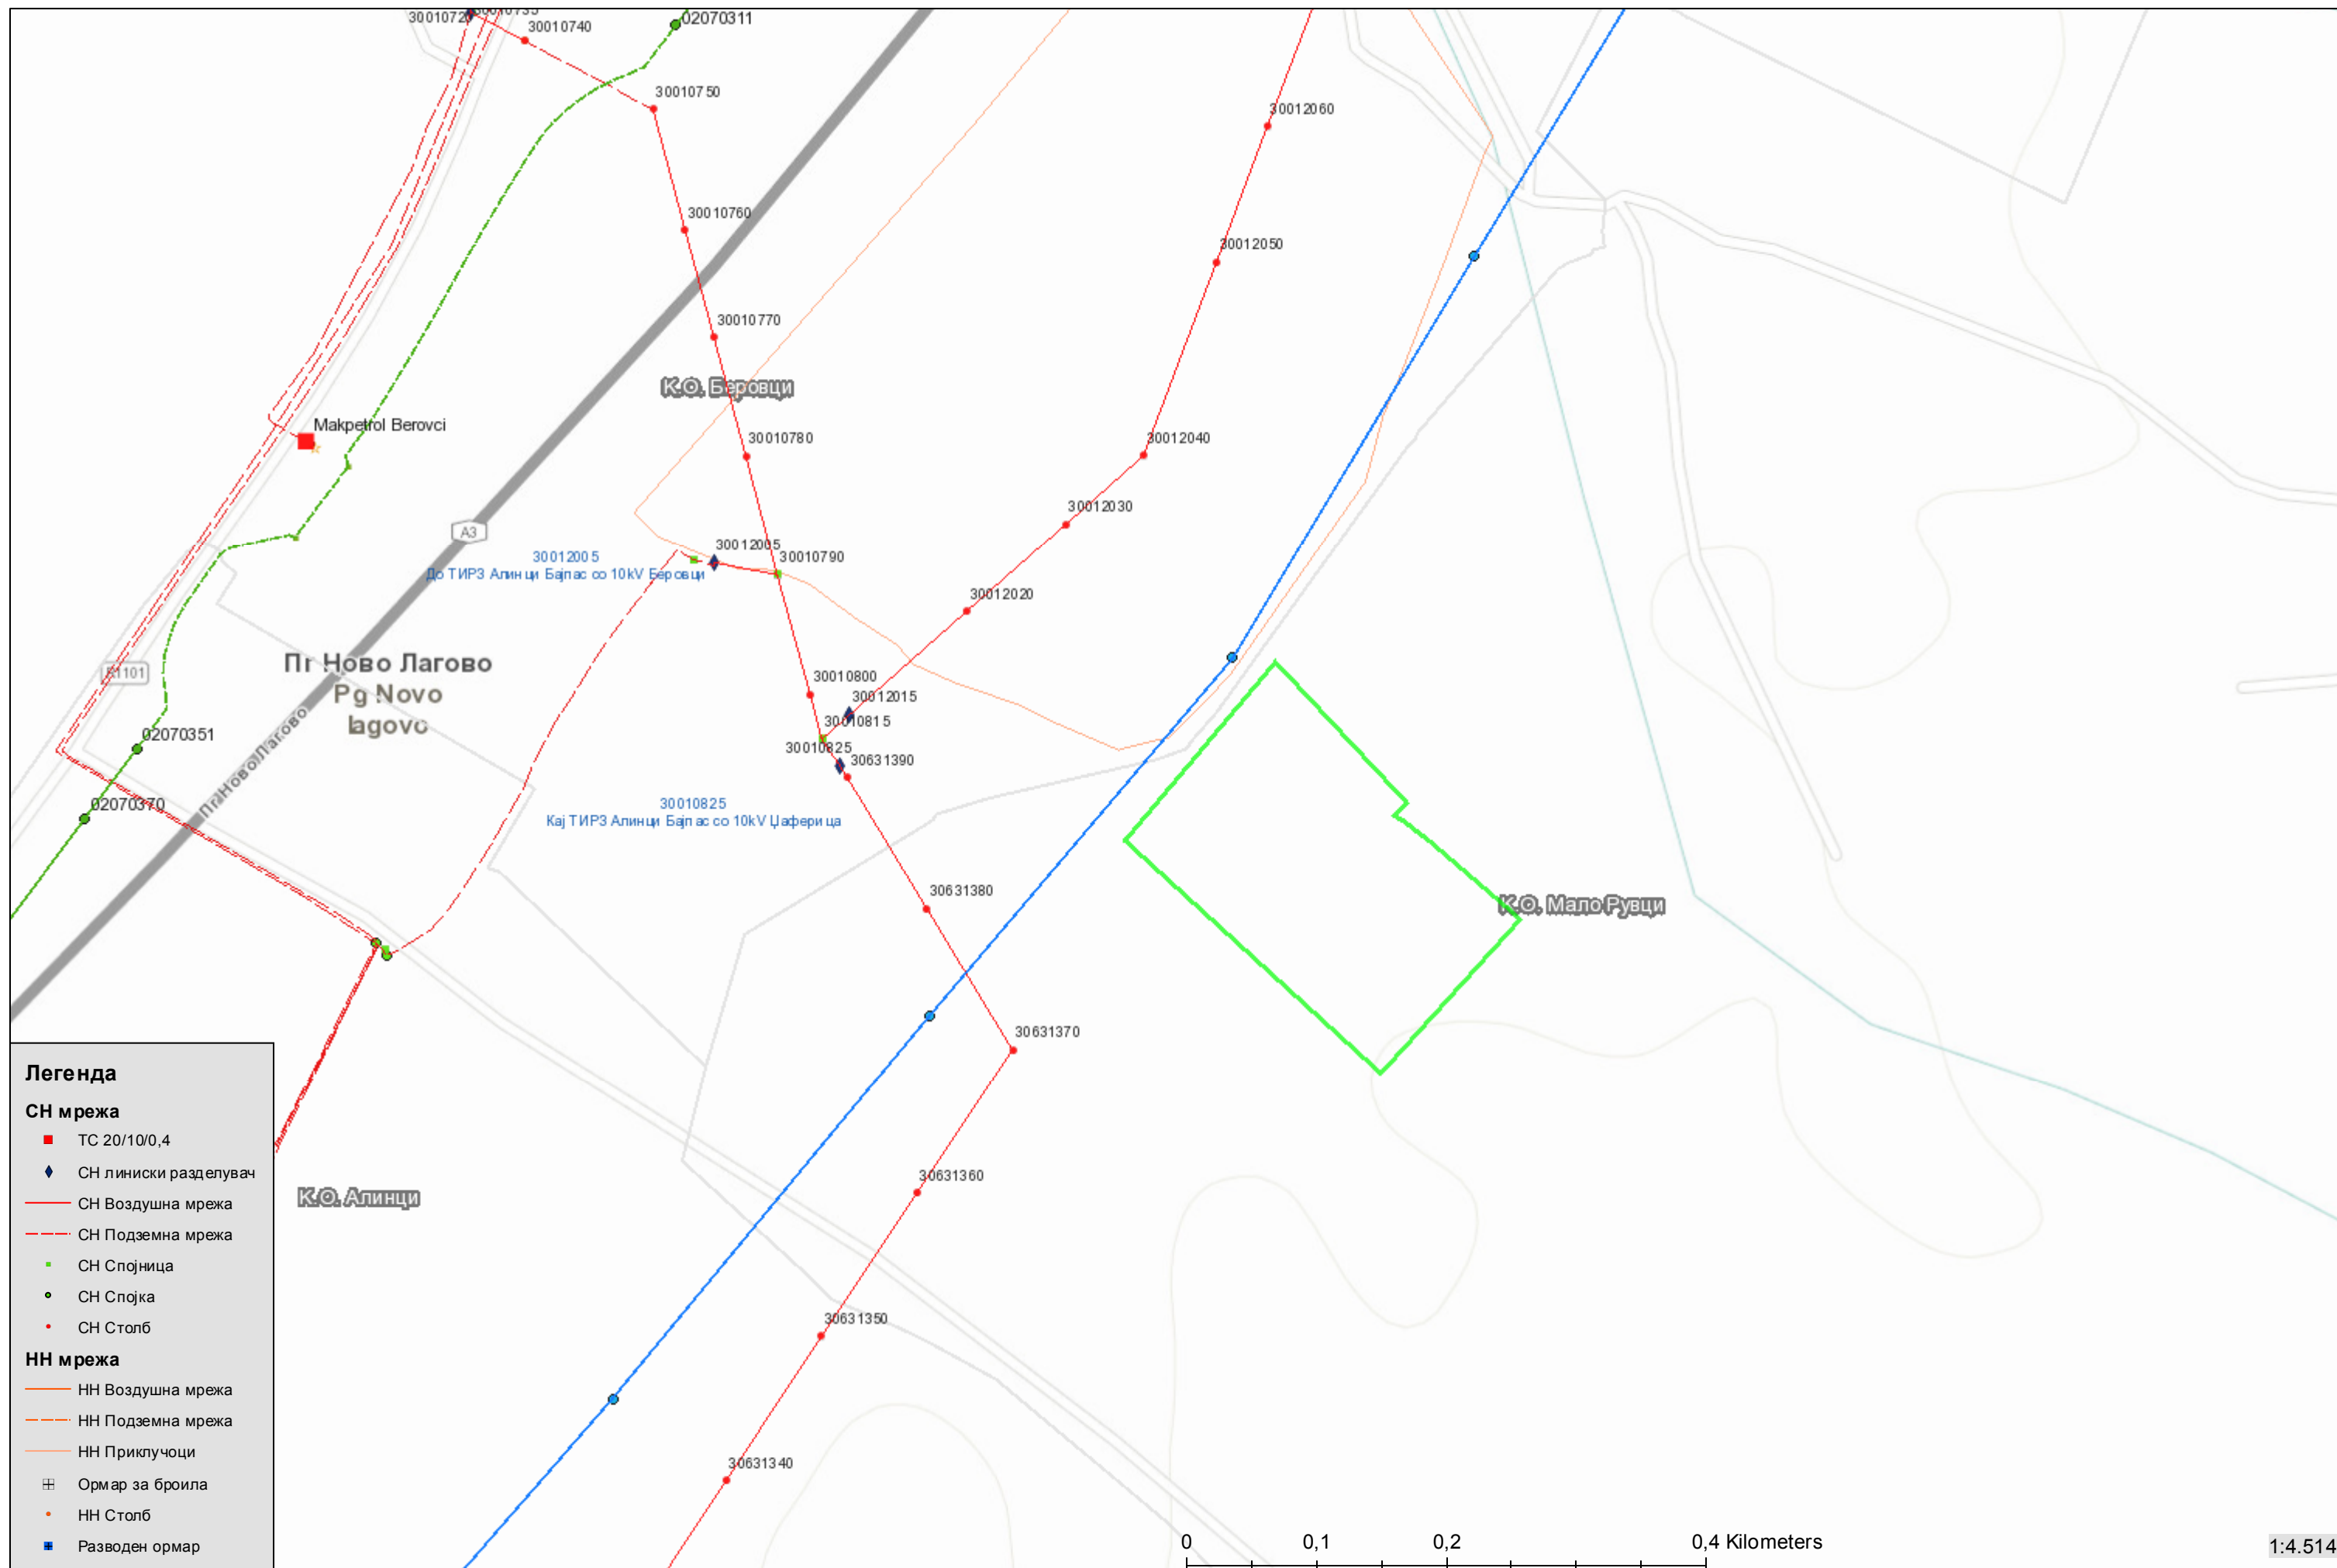 02070311
30010740
30010750
30012060
30010760
30012050
30010770
К.О. Беровци
Makpetrol Berovci
30010780
30012040
30012030
A3
30012005
30012005
До ТИРЗ Алинци Бајпас со 10kV Беровци
30010790
30012020
Пг Ново Лагово
Pg Novo
lagovo
30010800
30012015
30010815
30010825
30631390
02070351
02070370
Пг Ново Лагово
30010825
Кај ТИРЗ Алинци Бајпас со 10kV Џаферица
30631380
К.О. Мало Рувци
30631370
30631360
К.О. Алинци
30631350
30631340
Легенда
СН мрежа
ТС 20/10/0,4
СН линиски разделувач
СН Воздушна мрежа
СН Подземна мрежа
СН Спојница
СН Спојка
СН Столб
НН мрежа
НН Воздушна мрежа
НН Подземна мрежа
НН Приклучоци
Ормар за броила
НН Столб
Разводен ормар
0 0,1 0,2 0,4 Kilometers
1:4.514